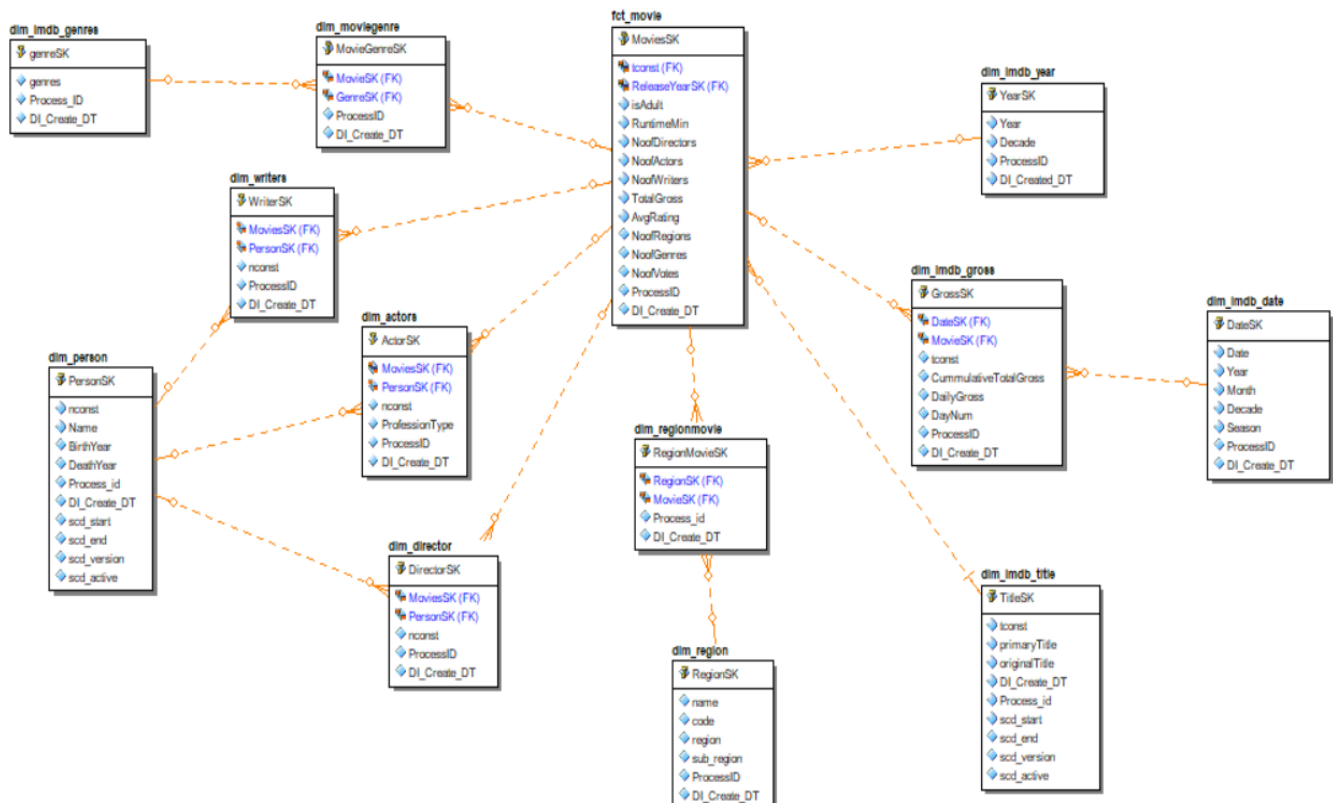 dim_imdb_genres
genreSK
genres
Process_ID
DI_Create_DT
dim_moviegenre
MovieGenreSK
MovieSK (FK)
GenreSK (FK)
ProcessID
DI_Create_DT
fct_movie
MoviesSK
tconst (FK)
ReleaseYearSK (FK)
isAdult
RuntimeMin
NoofDirectors
NoofActors
NoofWriters
TotalGross
AvgRating
NoofRegions
NoofGenres
NoofVotes
ProcessID
DI_Create_DT
dim_imdb_year
YearSK
Year
Decade
ProcessID
DI_Created_DT
dim_writers
WriterSK
MoviesSK (FK)
PersonSK (FK)
nconst
ProcessID
DI_Create_DT
dim_actors
ActorSK
MoviesSK (FK)
PersonSK (FK)
nconst
ProfessionType
ProcessID
DI_Create_DT
dim_imdb_gross
GrossSK
DateSK (FK)
MovieSK (FK)
tconst
CummulativeTotalGross
DailyGross
DayNum
ProcessID
DI_Create_DT
dim_imdb_date
DateSK
Date
Year
Month
Decade
Season
ProcessID
DI_Create_DT
dim_person
PersonSK
nconst
Name
BirthYear
DeathYear
Process_id
DI_Create_DT
scd_start
scd_end
scd_version
scd_active
dim_regionmovie
RegionMovieSK
RegionSK (FK)
MovieSK (FK)
Process_id
DI_Create_DT
dim_director
DirectorSK
MoviesSK (FK)
PersonSK (FK)
nconst
ProcessID
DI_Create_DT
dim_imdb_title
TitleSK
tconst
primaryTitle
originalTitle
DI_Create_DT
Process_id
scd_start
scd_end
scd_version
scd_active
dim_region
RegionSK
name
code
region
sub_region
ProcessID
DI_Create_DT